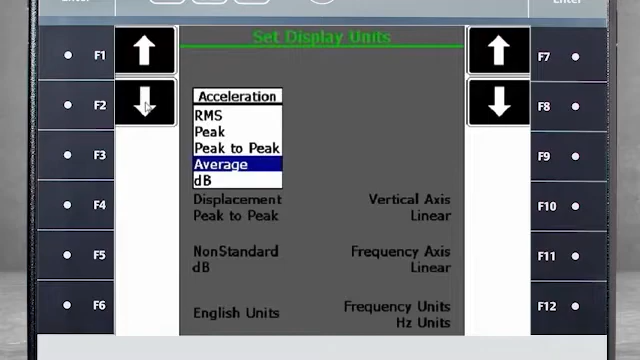 Enter
Enter
Set Display Units
F1
F2
F3
F4
F5
F6
F7
F8
F9
F10
F11
F12
Acceleration
RMS
Peak
Peak to Peak
Average
dB
Displacement
Peak to Peak
NonStandard
dB
English Units
Vertical Axis
Linear
Frequency Axis
Linear
Frequency Units
Hz Units